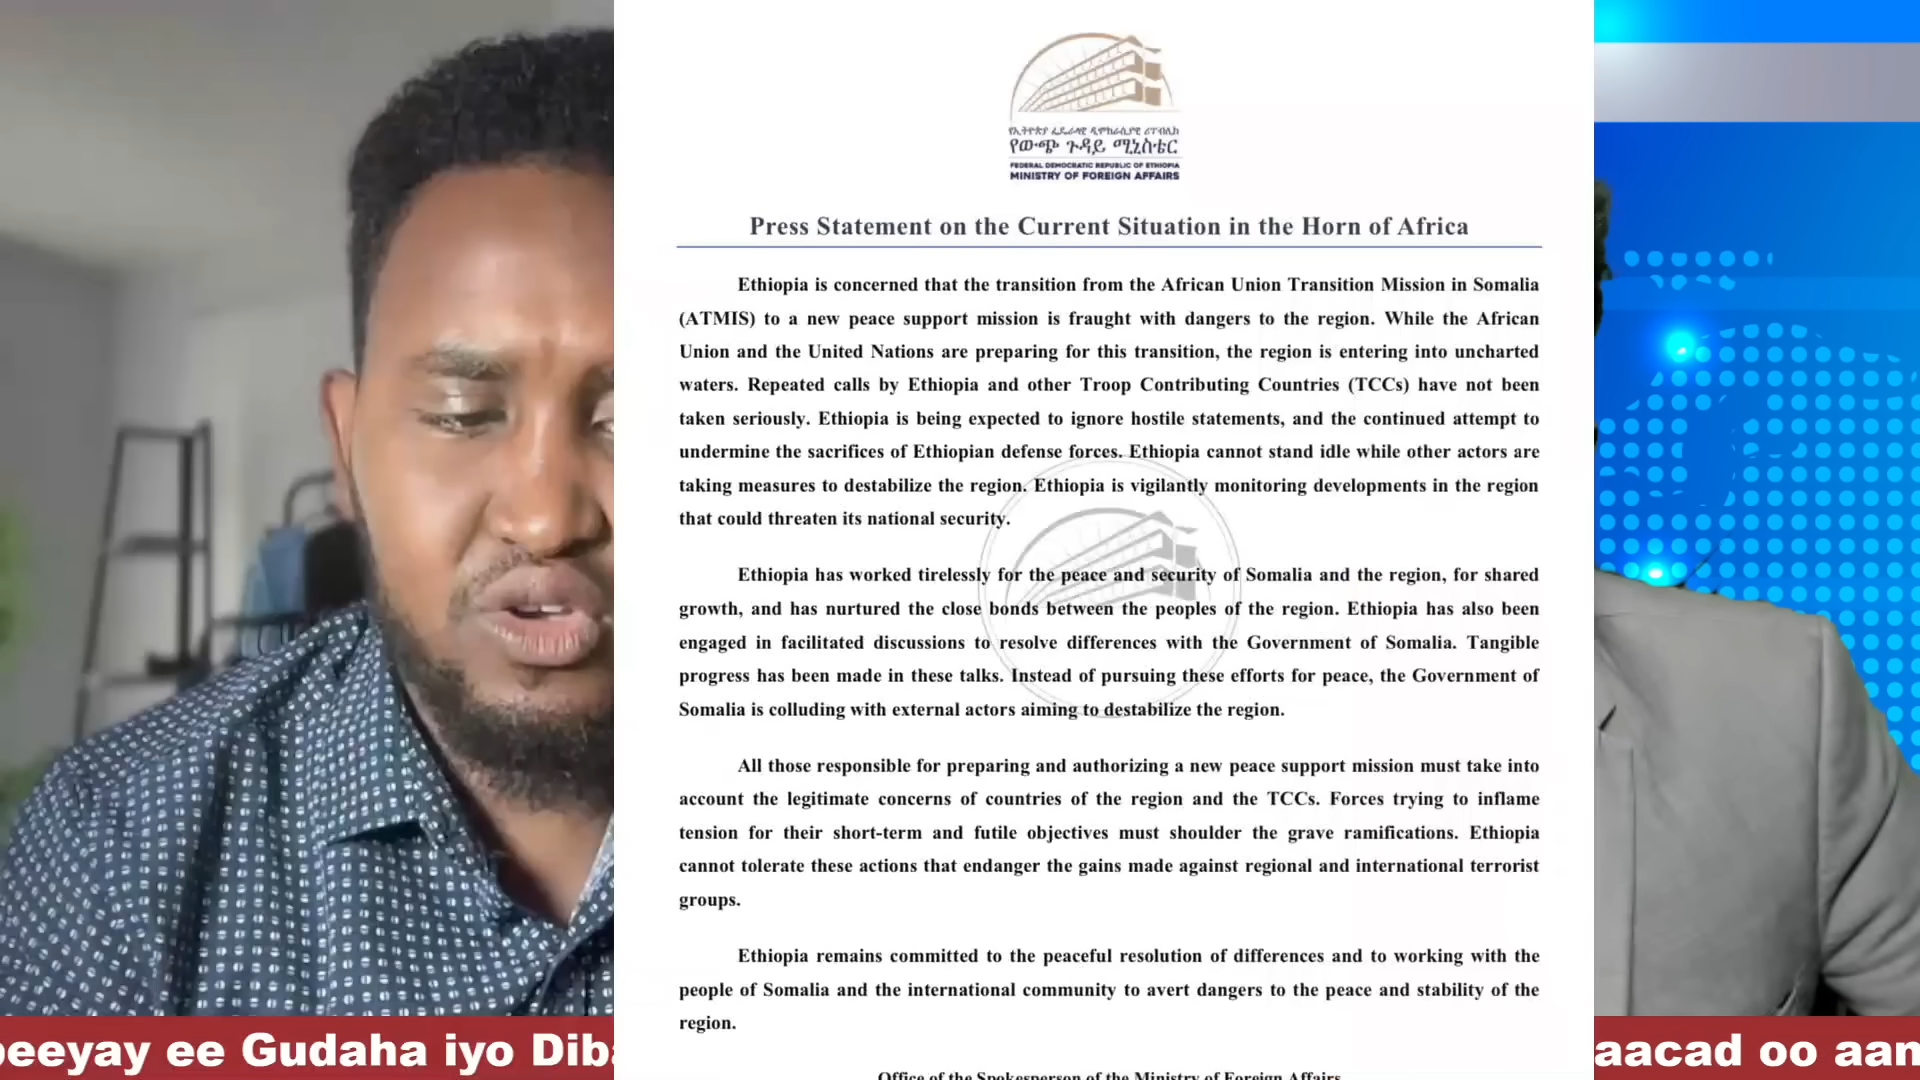 የኢትዮጵያ ፌዴራላዊ ዲሞክራሲያዊ ሪፐብሊክ
የውጭ ጉዳይ ሚኒስቴር
FEDERAL DEMOCRATIC REPUBLIC OF ETHIOPIA
MINISTRY OF FOREIGN AFFAIRS
Press Statement on the Current Situation in the Horn of Africa
Ethiopia is concerned that the transition from the African Union Transition Mission in Somalia
(ATMIS) to a new peace support mission is fraught with dangers to the region. While the African
Union and the United Nations are preparing for this transition, the region is entering into uncharted
waters. Repeated calls by Ethiopia and other Troop Contributing Countries (TCCs) have not been
taken seriously. Ethiopia is being expected to ignore hostile statements, and the continued attempt to
undermine the sacrifices of Ethiopian defense forces. Ethiopia cannot stand idle while other actors are
taking measures to destabilize the region. Ethiopia is vigilantly monitoring developments in the region
that could threaten its national security.
Ethiopia has worked tirelessly for the peace and security of Somalia and the region, for shared
growth, and has nurtured the close bonds between the peoples of the region. Ethiopia has also been
engaged in facilitated discussions to resolve differences with the Government of Somalia. Tangible
progress has been made in these talks. Instead of pursuing these efforts for peace, the Government of
Somalia is colluding with external actors aiming to destabilize the region.
All those responsible for preparing and authorizing a new peace support mission must take into
account the legitimate concerns of countries of the region and the TCCs. Forces trying to inflame
tension for their short-term and futile objectives must shoulder the grave ramifications. Ethiopia
cannot tolerate these actions that endanger the gains made against regional and international terrorist
groups.
Ethiopia remains committed to the peaceful resolution of differences and to working with the
people of Somalia and the international community to avert dangers to the peace and stability of the
region.
Office of the Spokesperson of the Ministry of Foreign Affairs
beeyay ee Gudaha iyo Diba
aacad oo aan